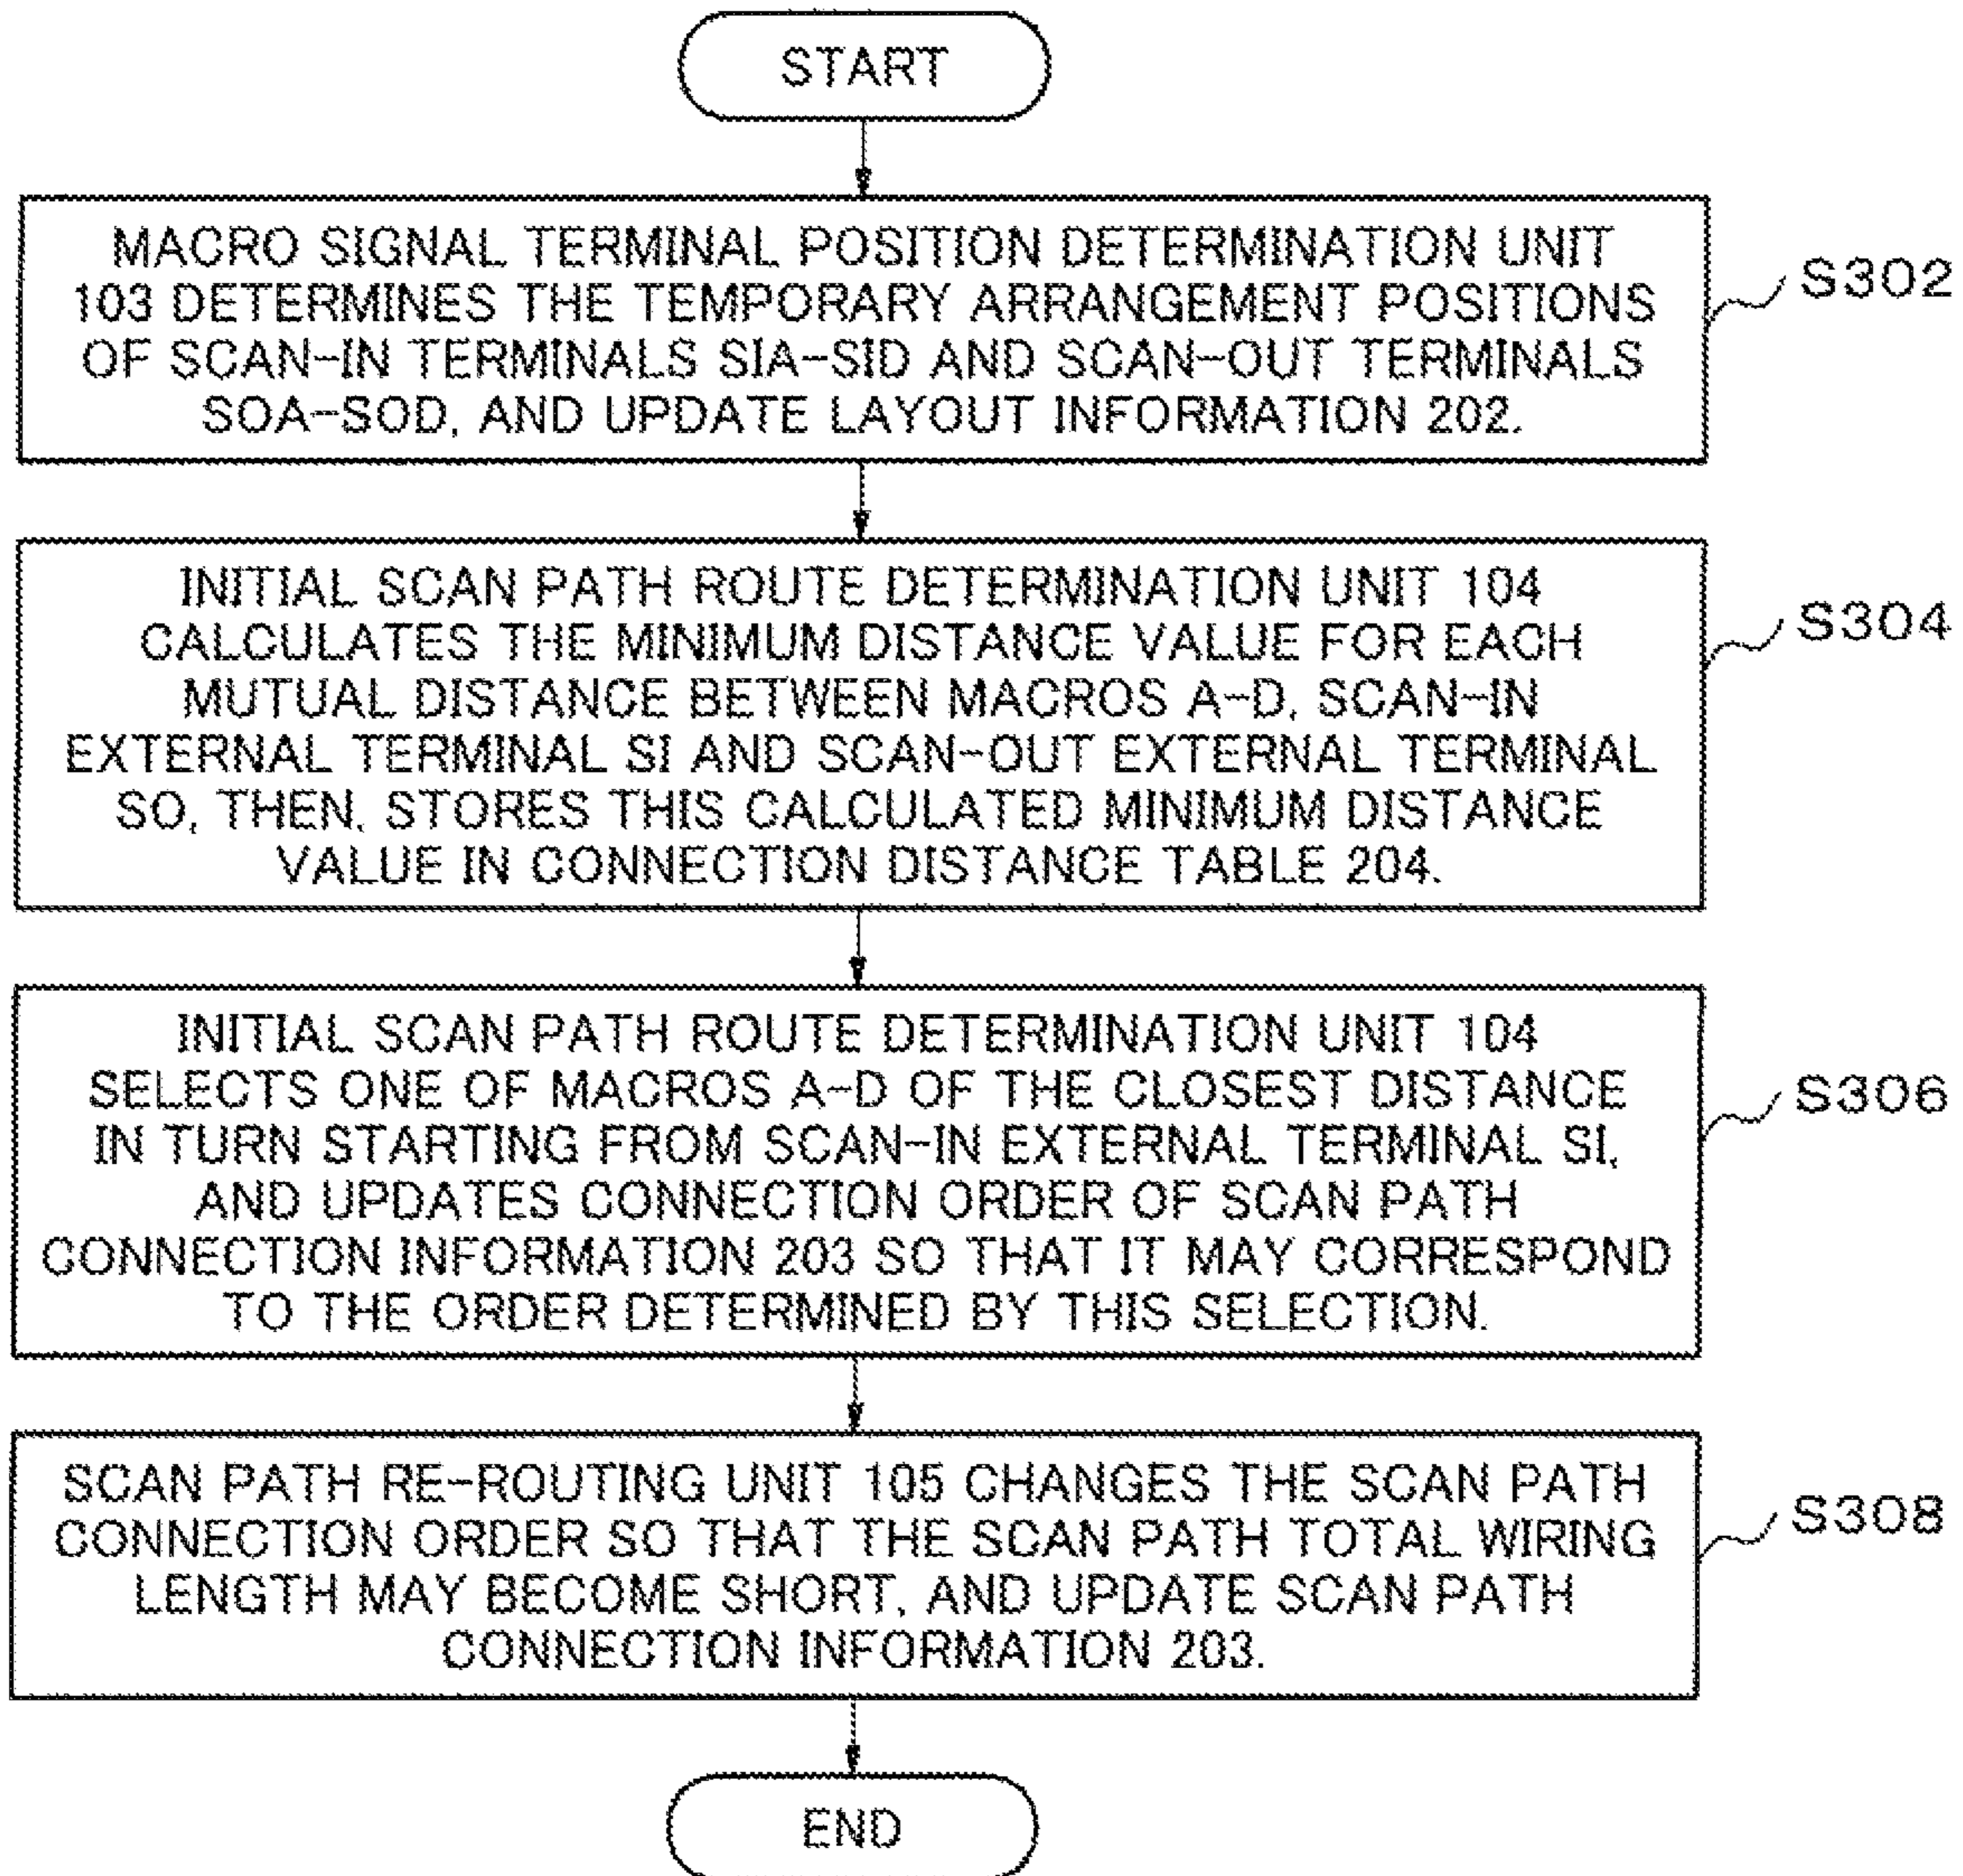 START
MACRO SIGNAL TERMINAL POSITION DETERMINATION UNIT
103 DETERMINES THE TEMPORARY ARRANGEMENT POSITIONS
OF SCAN-IN TERMINALS SIA-SID AND SCAN-OUT TERMINALS
SOA-SOD, AND UPDATE LAYOUT INFORMATION 202.
S302
INITIAL SCAN PATH ROUTE DETERMINATION UNIT 104
CALCULATES THE MINIMUM DISTANCE VALUE FOR EACH
MUTUAL DISTANCE BETWEEN MACROS A-D, SCAN-IN
EXTERNAL TERMINAL SI AND SCAN-OUT EXTERNAL TERMINAL
SO, THEN, STORES THIS CALCULATED MINIMUM DISTANCE
VALUE IN CONNECTION DISTANCE TABLE 204.
S304
INITIAL SCAN PATH ROUTE DETERMINATION UNIT 104
SELECTS ONE OF MACROS A-D OF THE CLOSEST DISTANCE
IN TURN STARTING FROM SCAN-IN EXTERNAL TERMINAL SI,
AND UPDATES CONNECTION ORDER OF SCAN PATH
CONNECTION INFORMATION 203 SO THAT IT MAY CORRESPOND
TO THE ORDER DETERMINED BY THIS SELECTION.
S306
SCAN PATH RE-ROUTING UNIT 105 CHANGES THE SCAN PATH
CONNECTION ORDER SO THAT THE SCAN PATH TOTAL WIRING
LENGTH MAY BECOME SHORT, AND UPDATE SCAN PATH
CONNECTION INFORMATION 203.
S308
END